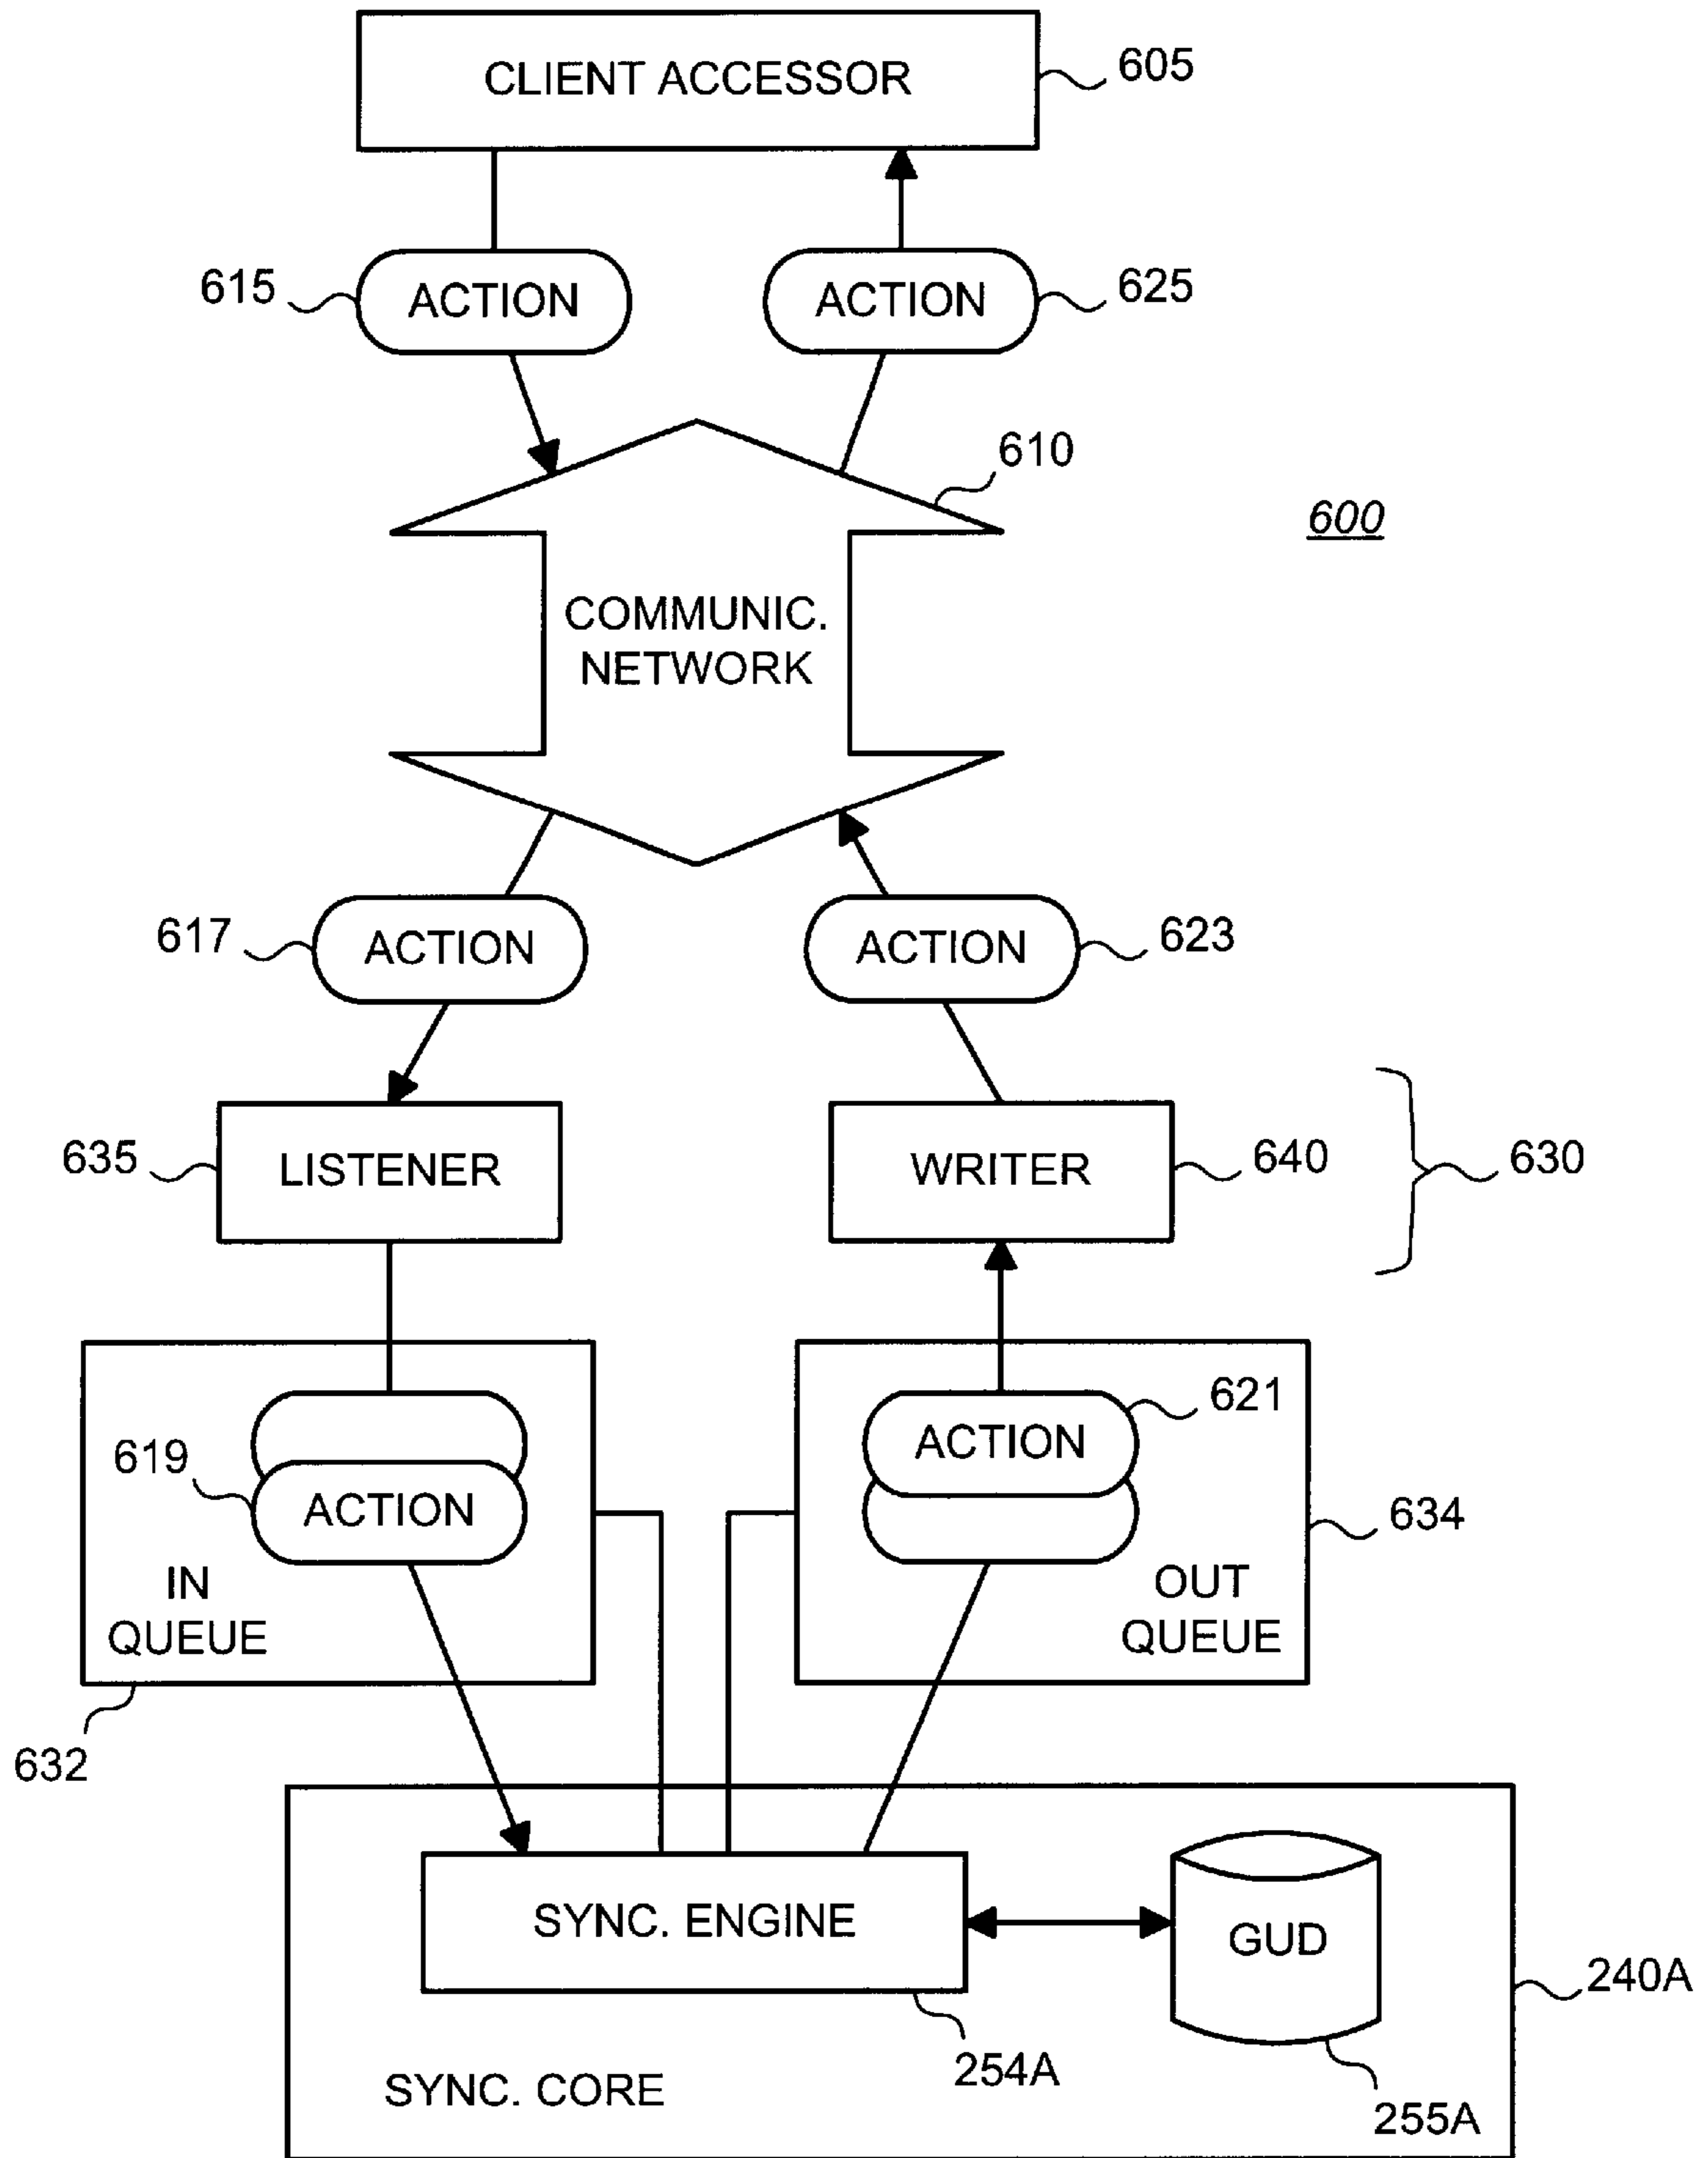 CLIENT ACCESSOR
605
615
ACTION
ACTION
625
610
600
COMMUNIC.
NETWORK
617
ACTION
ACTION
623
635
LISTENER
WRITER
640
630
619
ACTION
IN
QUEUE
632
ACTION
621
634
OUT
QUEUE
SYNC. ENGINE
GUD
240A
254A
SYNC. CORE
255A